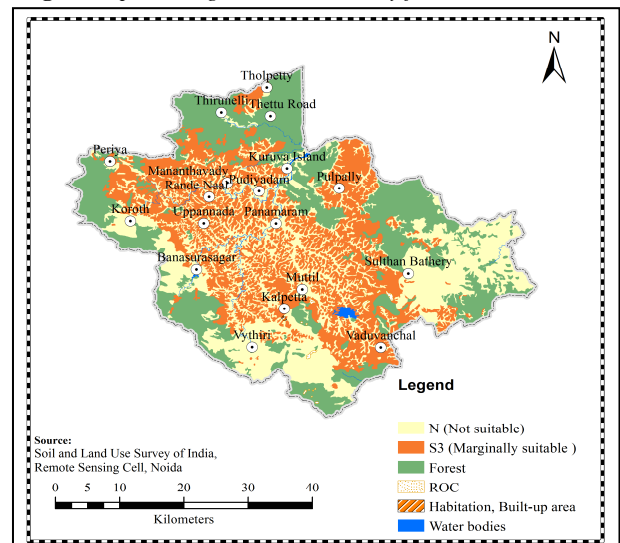 N
Tholpetty
Thirunelli Thettu Road
Periya
Kuruva Island
Mananthavady
Pudiyadam
Pulpally
Rande Naal
Koroth
Uppannada
Panamaram
Banasurasagar
Sulthan Bathery
Muttil
Kalpetta
Vythiri
Vaduvanchal
Legend
N (Not suitable)
S3 (Marginally suitable )
Forest
ROC
Habitation, Built-up area
Water bodies
Source:
Soil and Land Use Survey of India,
Remote Sensing Cell, Noida
0 5 10 20 30 40
Kilometers